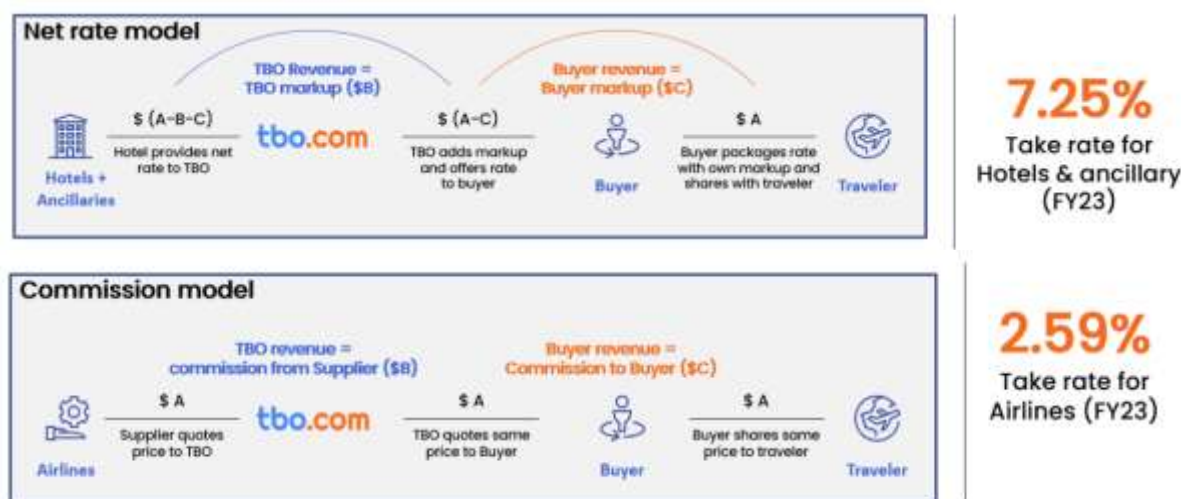 Net rate model
TBO Revenue =
TBO markup ($B)
Buyer revenue =
Buyer markup ($C)
$ (A-B-C)
Hotel provides net
rate to TBO
tbo.com
$ (A-C)
TBO adds markup
and offers rate
to buyer
$ A
Buyer packages rate
with own markup and
shares with traveler
Hotels +
Ancillaries
Buyer
Traveler
7.25%
Take rate for
Hotels & ancillary
(FY23)
Commission model
TBO revenue =
commission from Supplier ($B)
Buyer revenue =
Commission to Buyer ($C)
$ A
Supplier quotes
price to TBO
tbo.com
$ A
TBO quotes same
price to Buyer
$ A
Buyer shares same
price to traveler
Airlines
Buyer
Traveler
2.59%
Take rate for
Airlines (FY23)